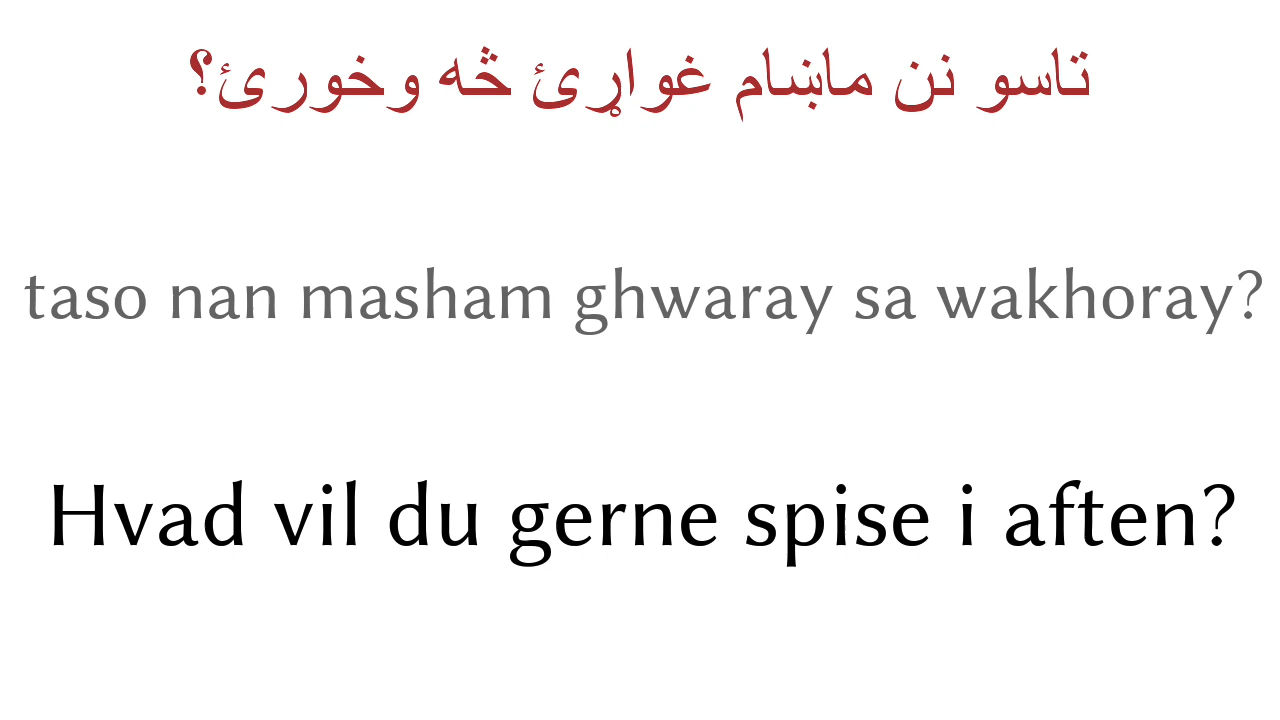 تاسو نن ماښام غواړئ څه وخورئ؟
taso nan masham ghwaray sa wakhoray?
Hvad vil du gerne spise i aften?